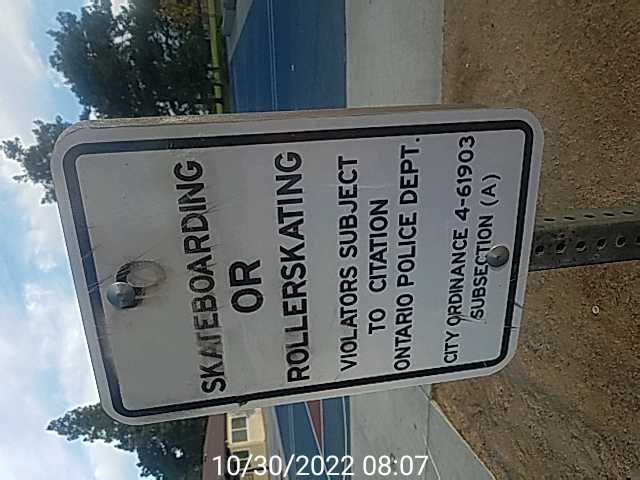 SKATEBOARDING
OR
ROLLERSKATING
VIOLATORS SUBJECT
TO CITATION
ONTARIO POLICE DEPT.
CITY ORDINANCE 4-61903
SUBSECTION (A)
10/30/2022 08:07